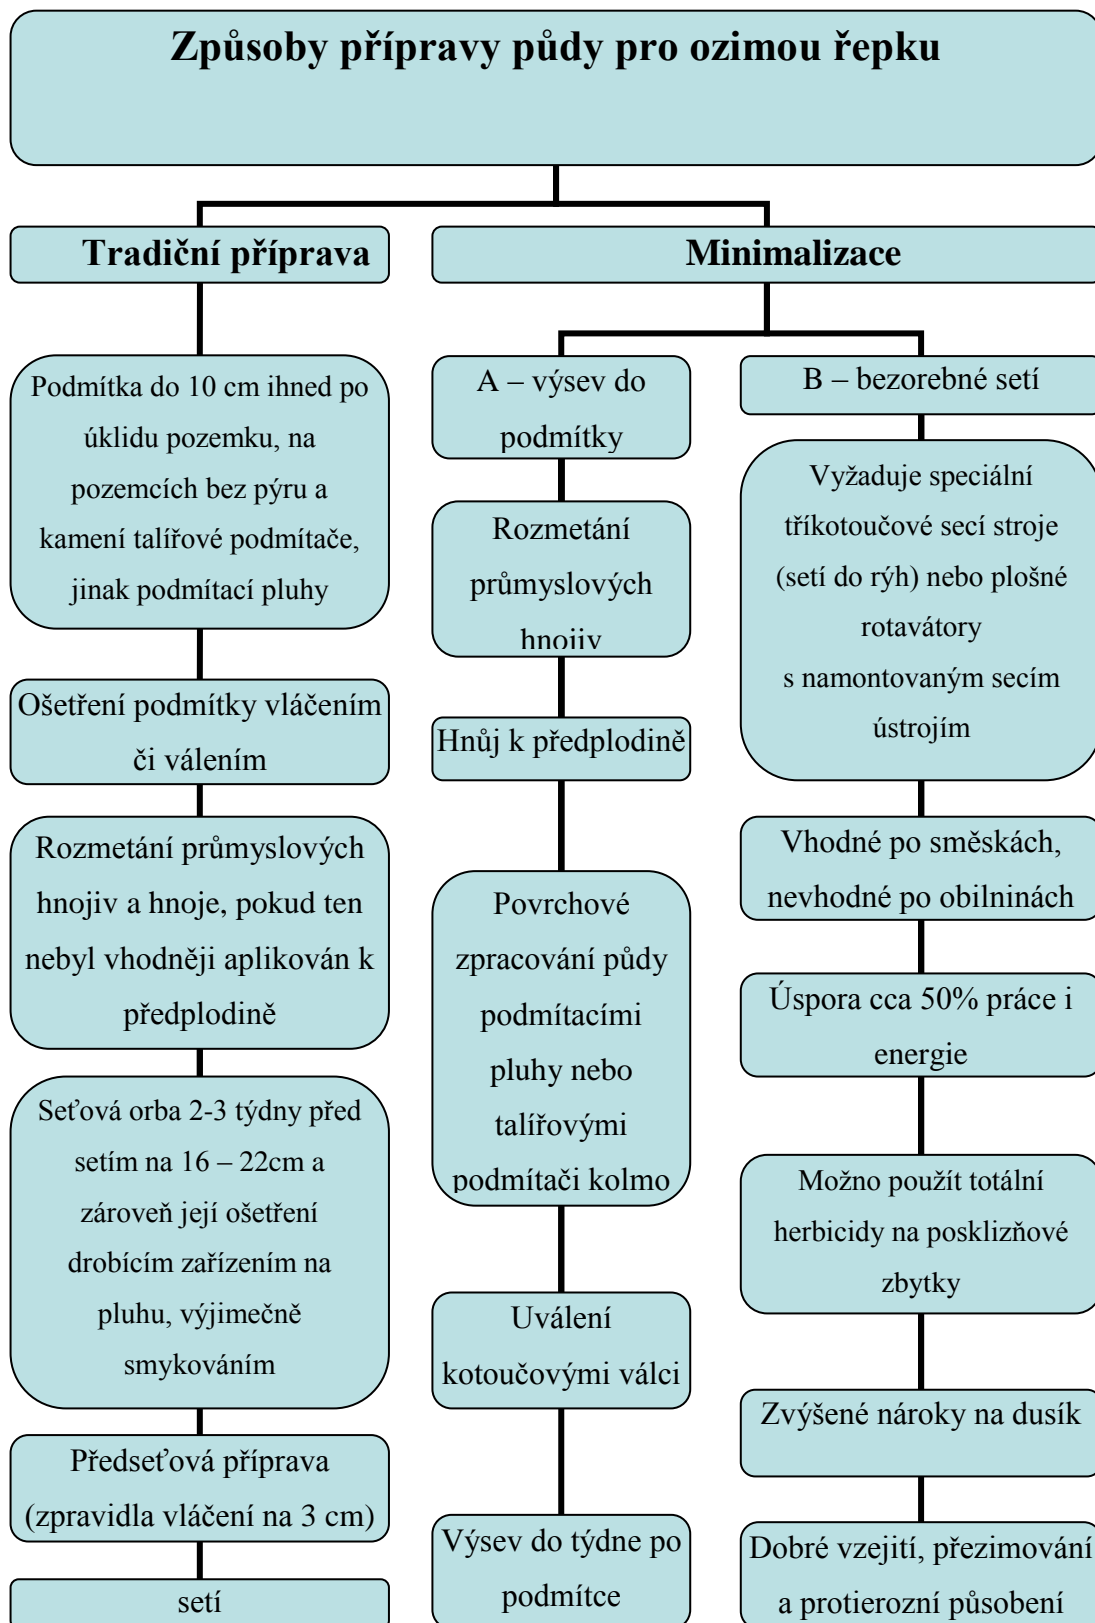 Způsoby přípravy půdy pro ozimou řepku
Tradiční příprava
Podmítka do 10 cm ihned po
úklidu pozemku, na
pozemcích bez pýru a
kamení talířové podmítače,
jinak podmítací pluhy
Ošetření podmítky vláčením
či válením
Rozmetání průmyslových
hnojiv a hnoje, pokud ten
nebyl vhodněji aplikován k
předplodině
Seťová orba 2-3 týdny před
setím na 16 – 22cm a
zároveň její ošetření
drobícím zařízením na
pluhu, výjimečně
smykováním
Předseťová příprava
(zpravidla vláčení na 3 cm)
setí
Minimalizace
A – výsev do
podmítky
Rozmetání
průmyslových
hnojiv
Hnůj k předplodině
Povrchové
zpracování půdy
podmítacími
pluhy nebo
talířovými
podmítači kolmo
Uválení
kotoučovými válci
Výsev do týdne po
podmítce
B – bezorebné setí
Vyžaduje speciální
tříkotoučové secí stroje
(setí do rýh) nebo plošné
rotavátory
s namontovaným secím
ústrojím
Vhodné po směskách,
nevhodné po obilninách
Úspora cca 50% práce i
energie
Možno použít totální
herbicidy na posklizňové
zbytky
Zvýšené nároky na dusík
Dobré vzejití, přezimování
a protierozní působení